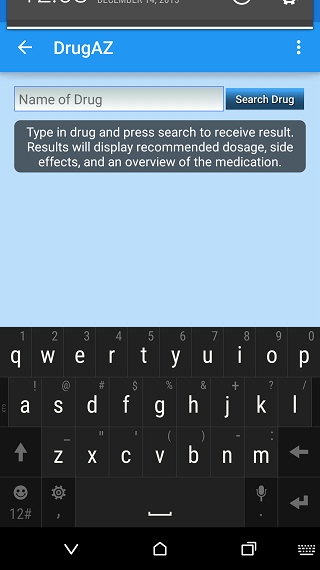 DECEMBER 14, 2015
DrugAZ
Name of Drug
Search Drug
Type in drug and press search to receive result.
Results will display recommended dosage, side
effects, and an overview of the medication.
1 2 3 4 5 6 7 8 9 0
q w e r t y u i o p
! @ # $ % & + ? /
a s d f g h j k l
_ " ' ( ) - :
z x c v b n m
12# , .